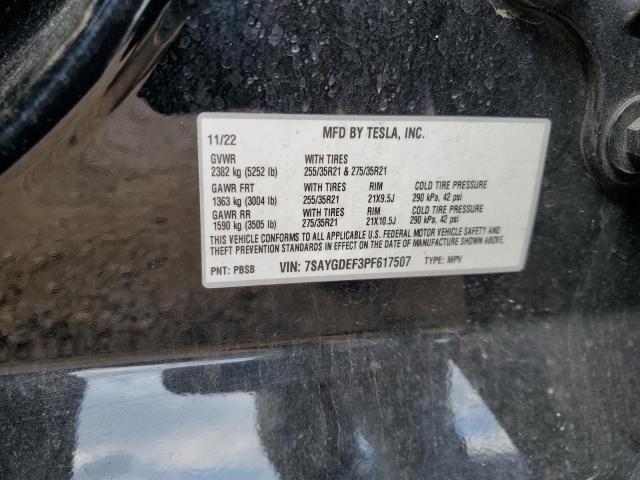 11/22 MFD BY TESLA, INC.
GVWR WITH TIRES
2382 kg (5252 lb) 255/35R21 & 275/35R21
GAWR FRT WITH TIRES RIM COLD TIRE PRESSURE
1363 kg (3004 lb) 255/35R21 21X9.5J 290 kPa, 42 psi
GAWR RR WITH TIRES RIM COLD TIRE PRESSURE
1590 kg (3505 lb) 275/35R21 21X10.5J 290 kPa, 42 psi
THIS VEHICLE CONFORMS TO ALL APPLICABLE U.S. FEDERAL MOTOR VEHICLE SAFETY AND
THEFT PREVENTION STANDARDS IN EFFECT ON THE DATE OF MANUFACTURE SHOWN ABOVE.
PNT: PBSB VIN: 7SAYGDEF3PF617507 TYPE: MPV